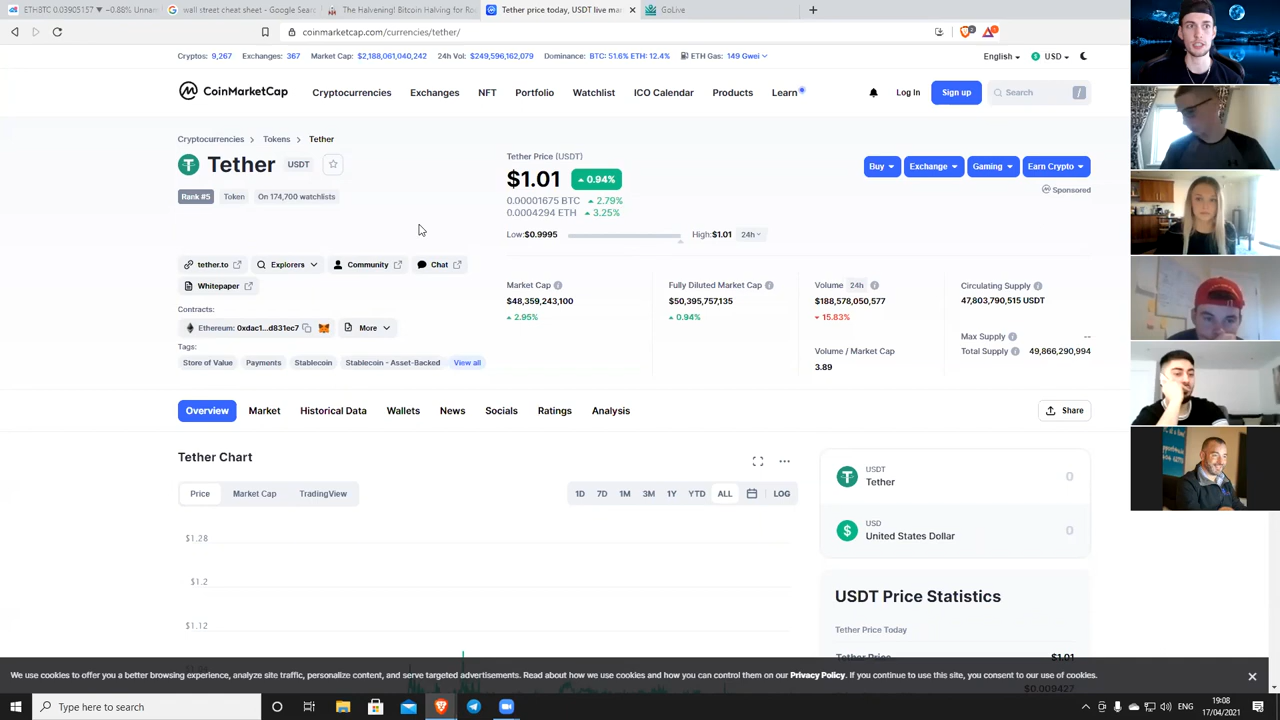 ETHBTC 0.03905157 ▼ −0.88% Unnam
wall street cheat sheet - Google Sear
The Halvening! Bitcoin Halving for Ro
Tether price today, USDT live ma
GoLive
coinmarketcap.com/currencies/tether/
Cryptos: 9,267 Exchanges: 367 Market Cap: $2,188,061,040,242 24h Vol: $249,596,162,079 Dominance: BTC: 51.6% ETH: 12.4% ETH Gas: 149 Gwei
English USD
CoinMarketCap
Cryptocurrencies Exchanges NFT Portfolio Watchlist ICO Calendar Products Learn
Log In Sign up Search /
Cryptocurrencies > Tokens > Tether
Tether USDT
Rank #5 Token On 174,700 watchlists
Tether Price (USDT)
$1.01 0.94%
0.00001675 BTC 2.79%
0.0004294 ETH 3.25%
Low: $0.9995 High: $1.01 24h
Buy Exchange Gaming Earn Crypto
Sponsored
tether.to Explorers Community Chat
Whitepaper
Contracts:
Ethereum: 0xdac1...d831ec7 More
Tags:
Store of Value Payments Stablecoin Stablecoin - Asset-Backed View all
Market Cap
$48,359,243,100
2.95%
Fully Diluted Market Cap
$50,395,757,135
0.94%
Volume 24h
$188,578,050,577
15.83%
Volume / Market Cap
3.89
Circulating Supply
47,803,790,515 USDT
Max Supply --
Total Supply 49,866,290,994
Overview Market Historical Data Wallets News Socials Ratings Analysis
Share
Tether Chart
Price Market Cap TradingView
1D 7D 1M 3M 1Y YTD ALL LOG
$1.28
$1.2
$1.12
USDT
Tether 0
USD
United States Dollar 0
USDT Price Statistics
Tether Price Today
Tether Price $1.01
$0.009427
We use cookies to offer you a better browsing experience, analyze site traffic, personalize content, and serve targeted advertisements. Read about how we use cookies and how you can control them on our Privacy Policy. If you continue to use this site, you consent to our use of cookies.
Type here to search
ENG
19:08
17/04/2021